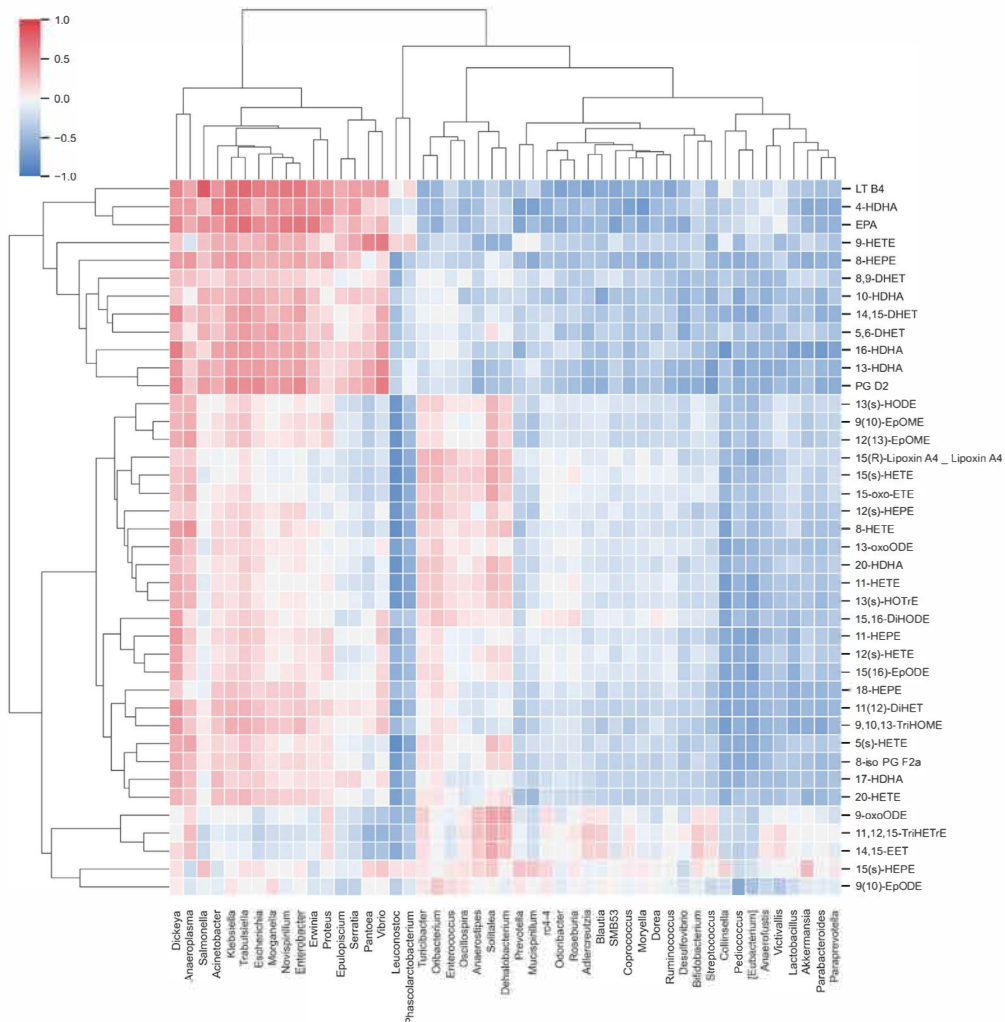 1.0
0.5
0.0
−0.5
−1.0
LT B4
4-HDHA
EPA
9-HETE
8-HEPE
8,9-DHET
10-HDHA
14,15-DHET
5,6-DHET
16-HDHA
13-HDHA
PG D2
13(s)-HODE
9(10)-EpOME
12(13)-EpOME
15(R)-Lipoxin A4 _ Lipoxin A4
15(s)-HETE
15-oxo-ETE
12(s)-HEPE
8-HETE
13-oxoODE
20-HDHA
11-HETE
13(s)-HOTrE
15,16-DiHODE
11-HEPE
12(s)-HETE
15(16)-EpODE
18-HEPE
11(12)-DiHET
9,10,13-TriHOME
5(s)-HETE
8-iso PG F2a
17-HDHA
20-HETE
9-oxoODE
11,12,15-TriHETrE
14,15-EET
15(s)-HEPE
9(10)-EpODE
Dickeya
Anaeroplasma
Salmonella
Acinetobacter
Klebsiella
Trabulsiella
Escherichia
Morganella
Novispirillum
Enterobacter
Erwinia
Proteus
Epulopiscium
Serratia
Pantoea
Vibrio
Leuconostoc
Phascolarctobacterium
Turicibacter
Oribacterium
Enterococcus
Oscillospira
Anaerostipes
Solitalea
Dehalobacterium
Prevotella
Mucispirillum
rc4-4
Odoribacter
Roseburia
Adlercreutzia
Blautia
SMB53
Coprococcus
Moryella
Dorea
Ruminococcus
Desulfovibrio
Bifidobacterium
Streptococcus
Collinsella
Pediococcus
[Eubacterium]
Anaerofustis
Victivallis
Lactobacillus
Akkermansia
Parabacteroides
Paraprevotella